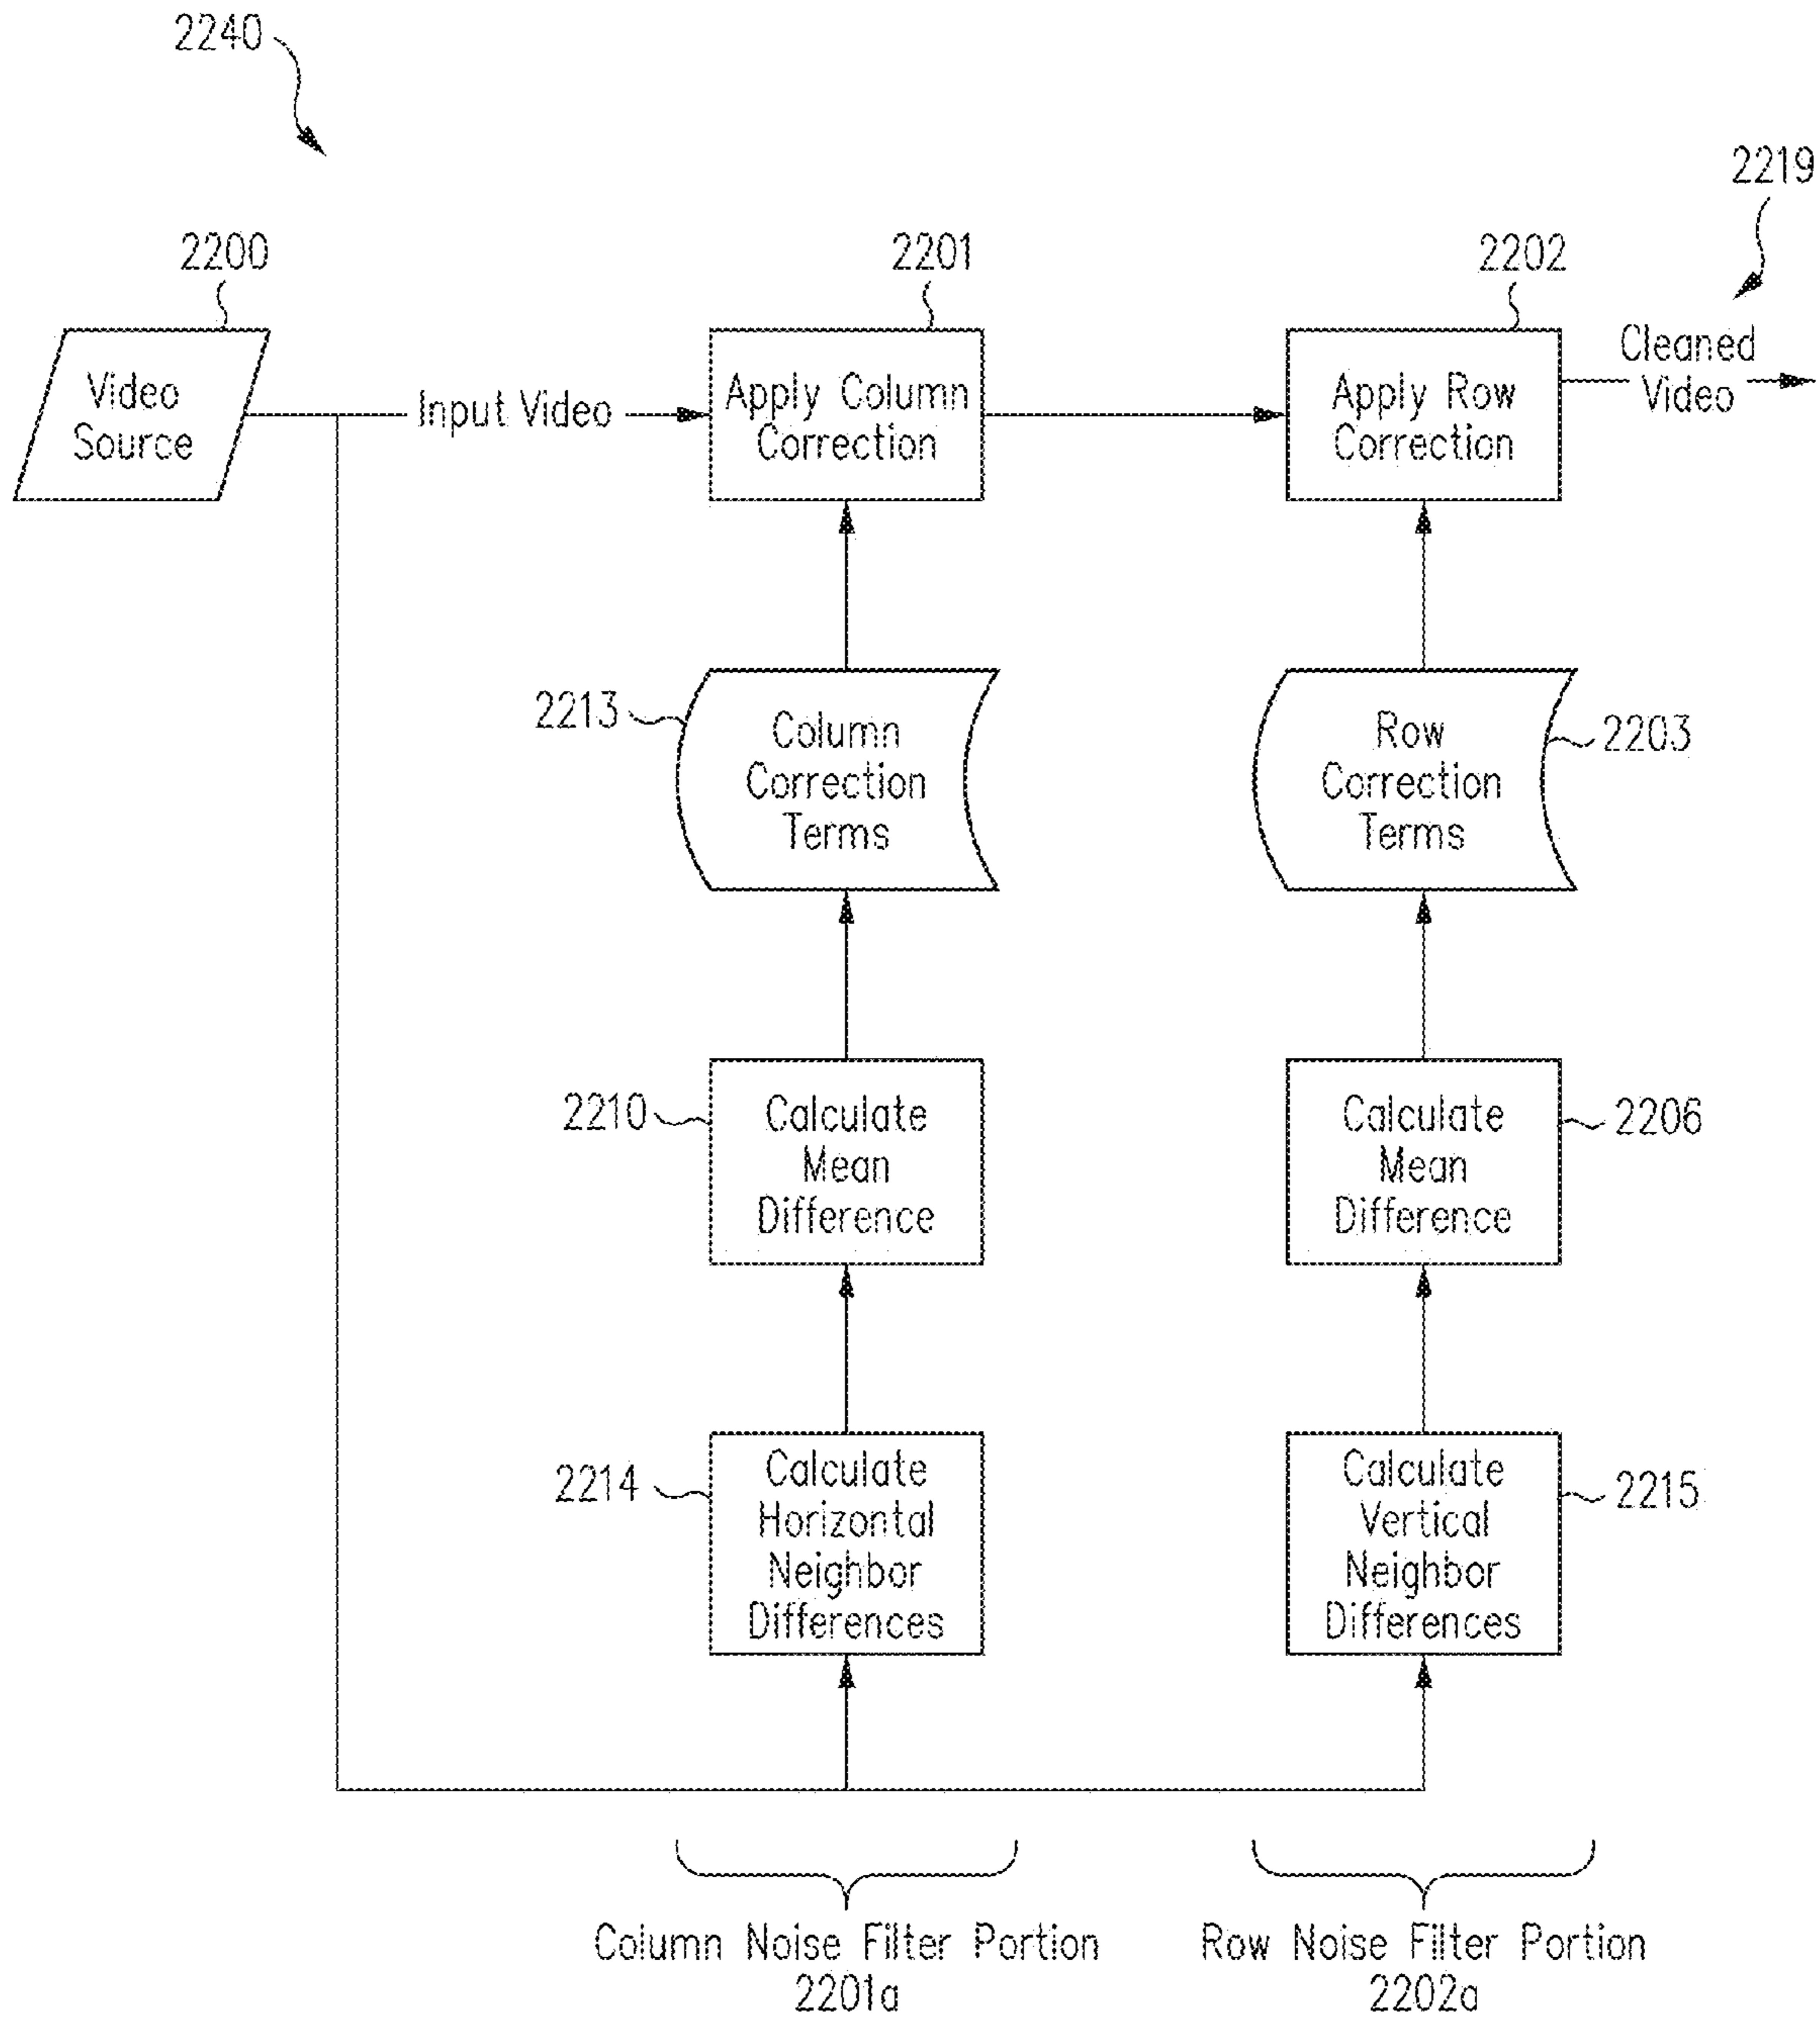 2240
2219
2200
2201
2202
Video
Source
Input Video
Apply Column
Correction
Apply Row
Correction
Cleaned
Video
2213
Column
Correction
Terms
Row
Correction
Terms
2203
2210
Calculate
Mean
Difference
Calculate
Mean
Difference
2206
2214
Calculate
Horizontal
Neighbor
Differences
Calculate
Vertical
Neighbor
Differences
2215
Column Noise Filter Portion
2201a
Row Noise Filter Portion
2202a